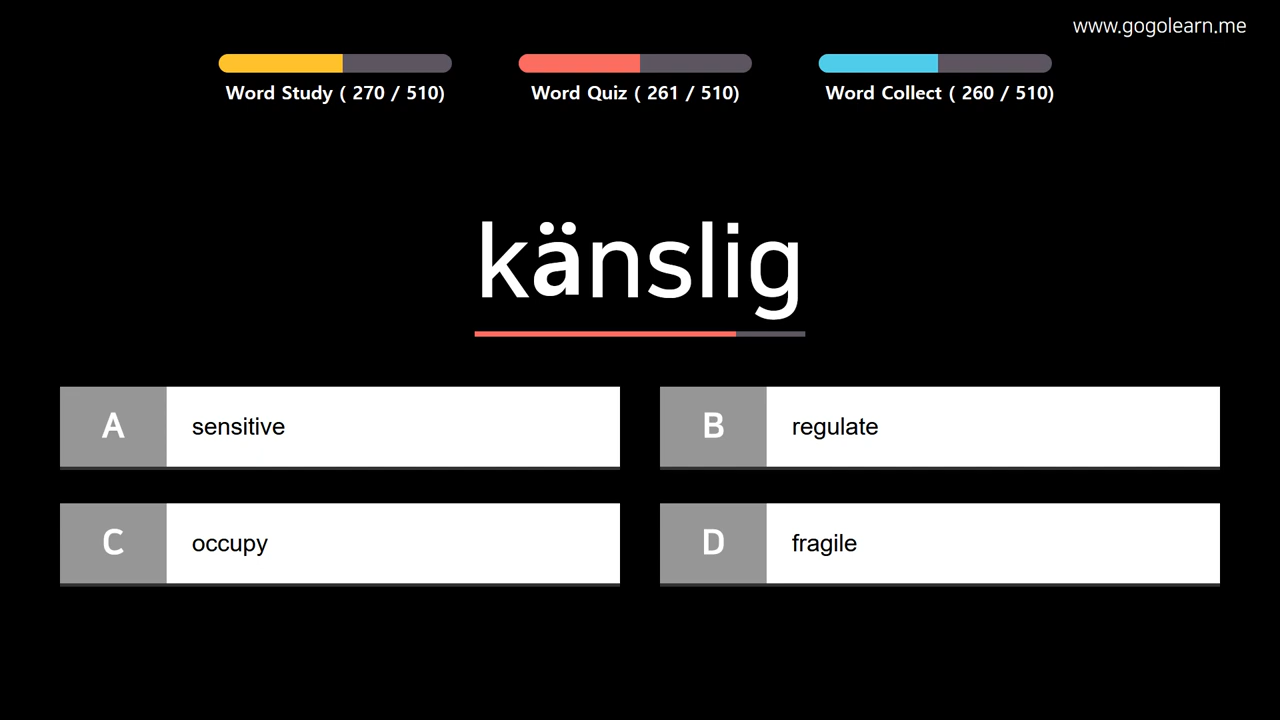 www.gogolearn.me
Word Study ( 270 / 510)
Word Quiz ( 261 / 510)
Word Collect ( 260 / 510)
känslig
A sensitive
B regulate
C occupy
D fragile